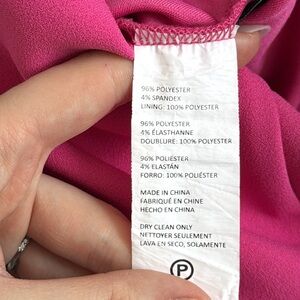 96% POLYESTER
4% SPANDEX
LINING: 100% POLYESTER
96% POLYESTER
4% ÉLASTHANNE
DOUBLURE: 100% POLYESTER
96% POLIÉSTER
4% ELASTÁN
FORRO: 100% POLIÉSTER
MADE IN CHINA
FABRIQUÉ EN CHINE
HECHO EN CHINA
DRY CLEAN ONLY
NETTOYER SEULEMENT
LAVA EN SECO, SOLAMENTE
P